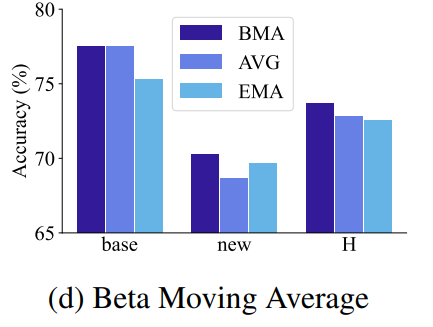 80
75
70
65
Accuracy (%)
BMA
AVG
EMA
base new H
(d) Beta Moving Average